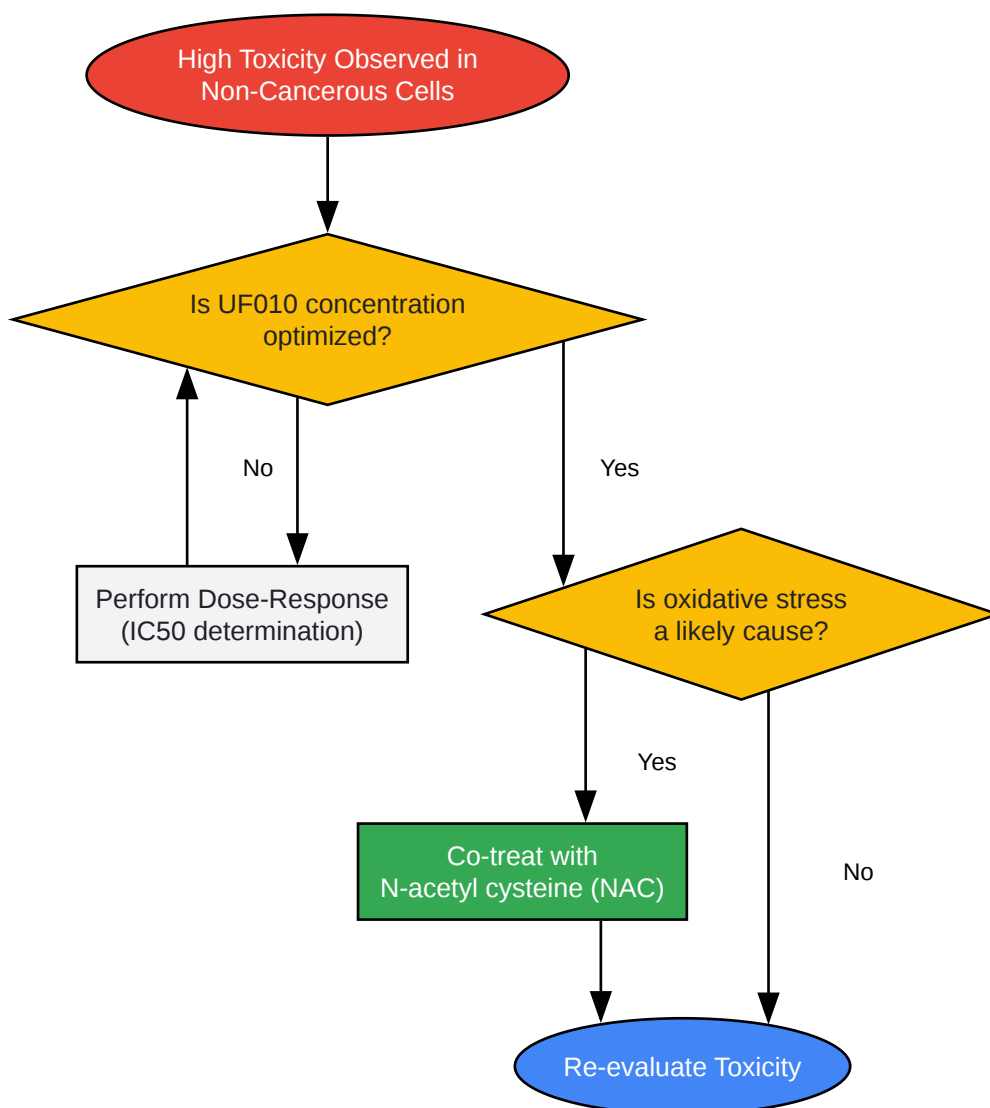 High Toxicity Observed in
Non-Cancerous Cells
Is UF010 concentration
optimized?
No
Yes
Perform Dose-Response
(IC50 determination)
Is oxidative stress
a likely cause?
Yes
Co-treat with
N-acetyl cysteine (NAC)
No
Re-evaluate Toxicity